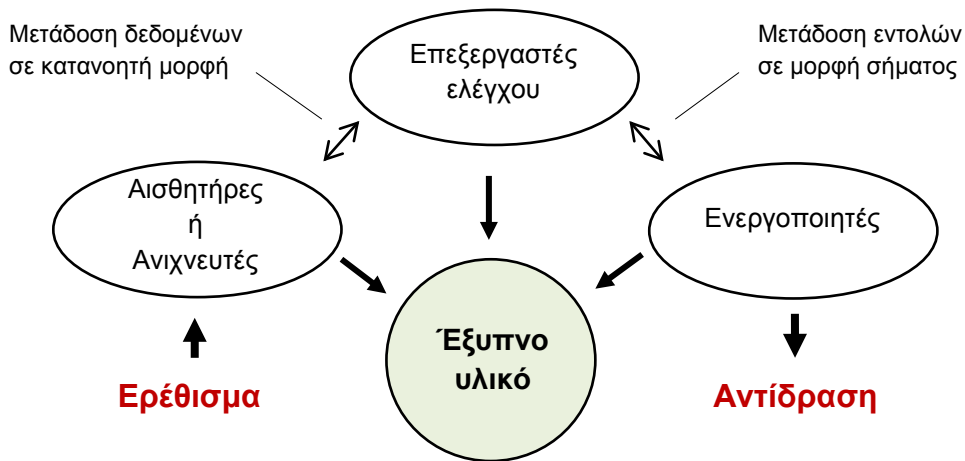 Μετάδοση δεδομένων
σε κατανοητή μορφή
Επεξεργαστές
ελέγχου
Μετάδοση εντολών
σε μορφή σήματος
Αισθητήρες
ή
Ανιχνευτές
Ενεργοποιητές
Έξυπνο
υλικό
Ερέθισμα
Αντίδραση